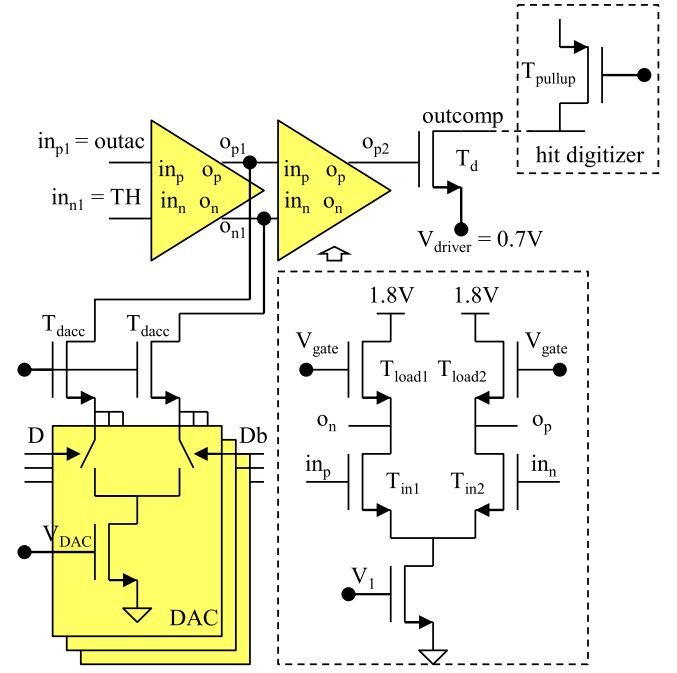 T_pullup
hit digitizer
outcomp
in_p1 = outac
o_p1
in_p o_p
in_n o_n
in_n1 = TH
o_n1
in_p o_p
in_n o_n
o_p2
T_d
V_driver = 0.7V
1.8V 1.8V
V_gate V_gate
T_load1 T_load2
o_n o_p
in_p in_n
T_in1 T_in2
V_1
T_dacc T_dacc
D Db
V_DAC
DAC